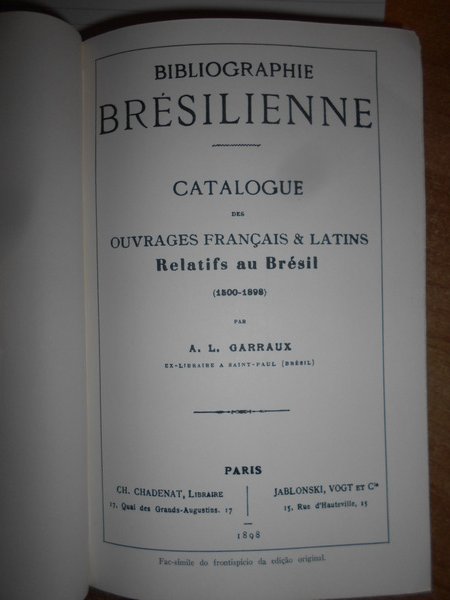 BIBLIOGRAPHIE
BRÉSILIENNE
CATALOGUE
DES
OUVRAGES FRANÇAIS & LATINS
Relatifs au Brésil
(1500-1898)
PAR
A. L. GARRAUX
EX-LIBRAIRE A SAINT-PAUL (BRÉSIL)
PARIS
CH. CHADENAT, LIBRAIRE
17, Quai des Grands-Augustins, 17
JABLONSKI, VOGT ET Cie
15, Rue d'Hauteville, 15
1898
Fac-símile do frontispício da edição original.